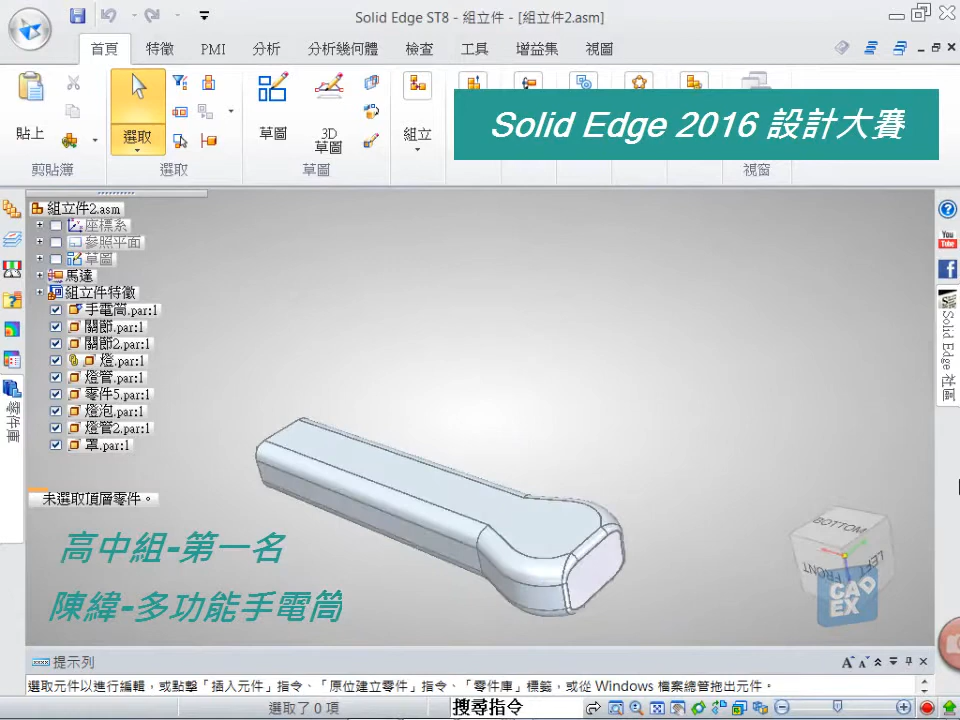 Solid Edge ST8 - 組立件 - [組立件2.asm]
首頁 特徵 PMI 分析 分析幾何體 檢查 工具 增益集 視圖
貼上 選取 草圖 3D 草圖 組立
剪貼簿 選取 草圖 視窗
Solid Edge 2016 設計大賽
組立件2.asm
座標系
參照平面
草圖
馬達
組立件特徵
手電筒.par:1
關節.par:1
關節2.par:1
燈.par:1
燈管.par:1
零件5.par:1
燈泡.par:1
燈管2.par:1
罩.par:1
未選取頂層零件。
零件庫
You
Tube
Solid Edge 社區
高中組-第一名
陳緯-多功能手電筒
BOTTOM
FRONT
LEFT
CAD
EX
提示列
選取元件以進行編輯，或點擊「插入元件」指令、「原位建立零件」指令、「零件庫」標籤，或從 Windows 檔案總管拖出元件。
選取了 0 項
搜尋指令